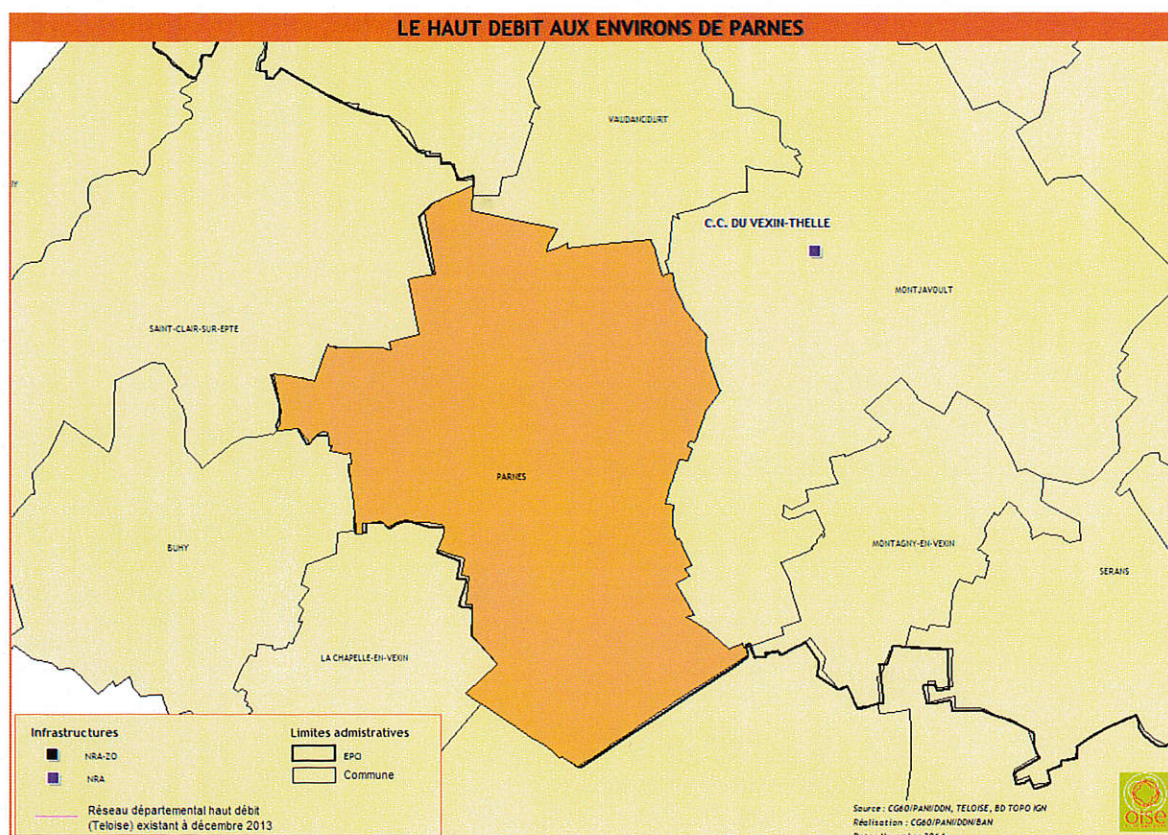 LE HAUT DEBIT AUX ENVIRONS DE PARNES
VAUDANCOURT
C.C. DU VEXIN-THELLE
MONTJAVOULT
SAINT-CLAIR-SUR-EPTE
PARNES
BUHY
MONTAGNY-EN-VEXIN
SERANS
LA CHAPELLE-EN-VEXIN
Infrastructures
NRA-ZO
NRA
Réseau départemental haut débit
(Teloise) existant à décembre 2013
Limites admistratives
EPCI
Commune
Source : CG60/PANI/DDN, TELOISE, BD TOPO IGN
Réalisation : CG60/PANI/DDN/BAN
oise